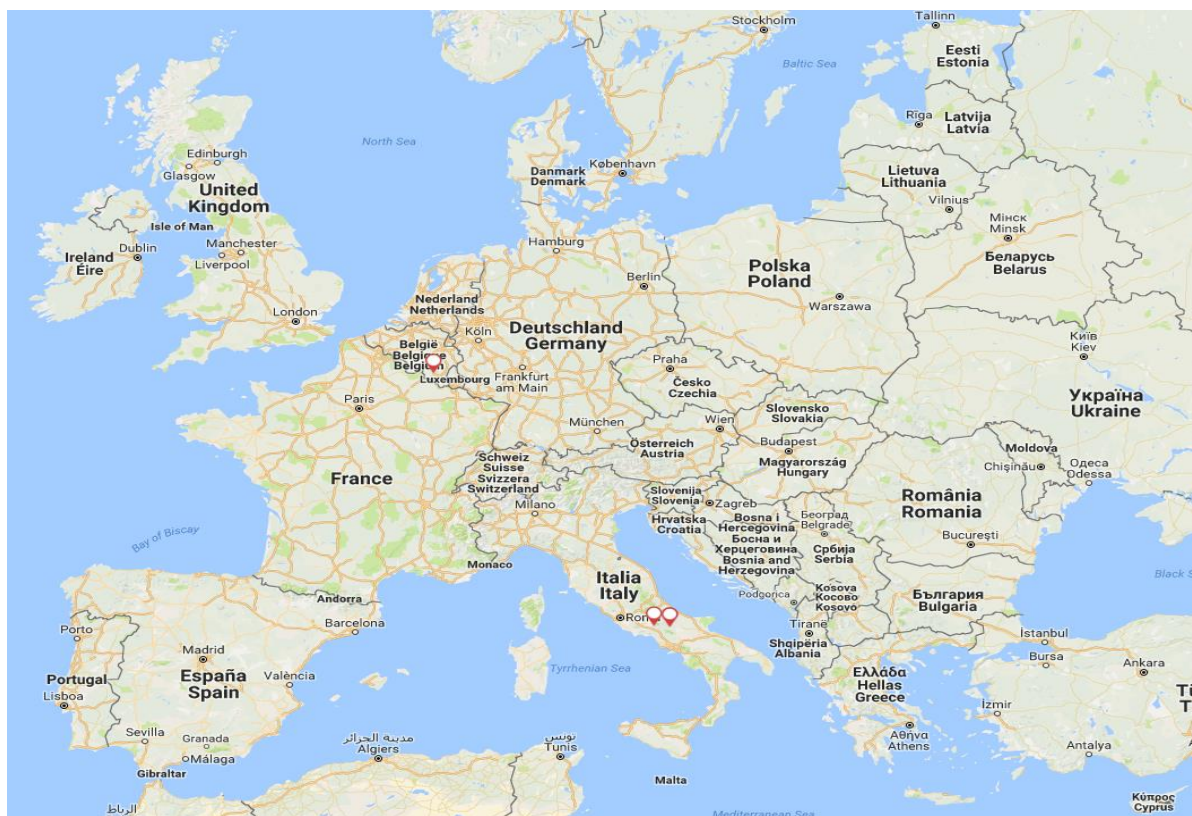 Stockholm
Tallinn
Eesti
Estonia
Baltic Sea
North Sea
Rīga
Latvija
Latvia
Edinburgh
Glasgow
United
Kingdom
Isle of Man
Danmark
Denmark
København
Lietuva
Lithuania
Vilnius
Мінск
Minsk
Беларусь
Belarus
Ireland
Éire
Dublin
Manchester
Liverpool
Hamburg
Berlin
Polska
Poland
Warszawa
London
Nederland
Netherlands
Köln
Deutschland
Germany
België
Belgium
Luxembourg
Frankfurt
am Main
Praha
Česko
Czechia
Київ
Kiev
Україна
Ukraine
Paris
München
Wien
Slovensko
Slovakia
Österreich
Austria
Budapest
Magyarország
Hungary
Moldova
Chișinău
Одеса
Odessa
France
Schweiz
Suisse
Svizzera
Switzerland
Milano
Slovenija
Slovenia
Zagreb
Hrvatska
Croatia
Bosna i
Hercegovina
Босна и
Херцеговина
Bosnia and
Herzegovina
Београд
Belgrade
Србија
Serbia
România
Romania
București
Bay of Biscay
Monaco
Italia
Italy
Podgorica
Kosova
Косово
Kosovo
България
Bulgaria
Black S
Andorra
Barcelona
Porto
Madrid
España
Spain
València
Portugal
Lisboa
Tyrrhenian Sea
Tiranë
Shqipëria
Albania
İstanbul
Bursa
Ankara
Ελλάδα
Hellas
Greece
Αθήνα
Athens
İzmir
Antalya
Sevilla
Granada
Málaga
Gibraltar
مدينة الجزائر
Algiers
تونس
Tunis
Malta
Mediterranean Sea
Κύπρος
Cyprus
الرباط